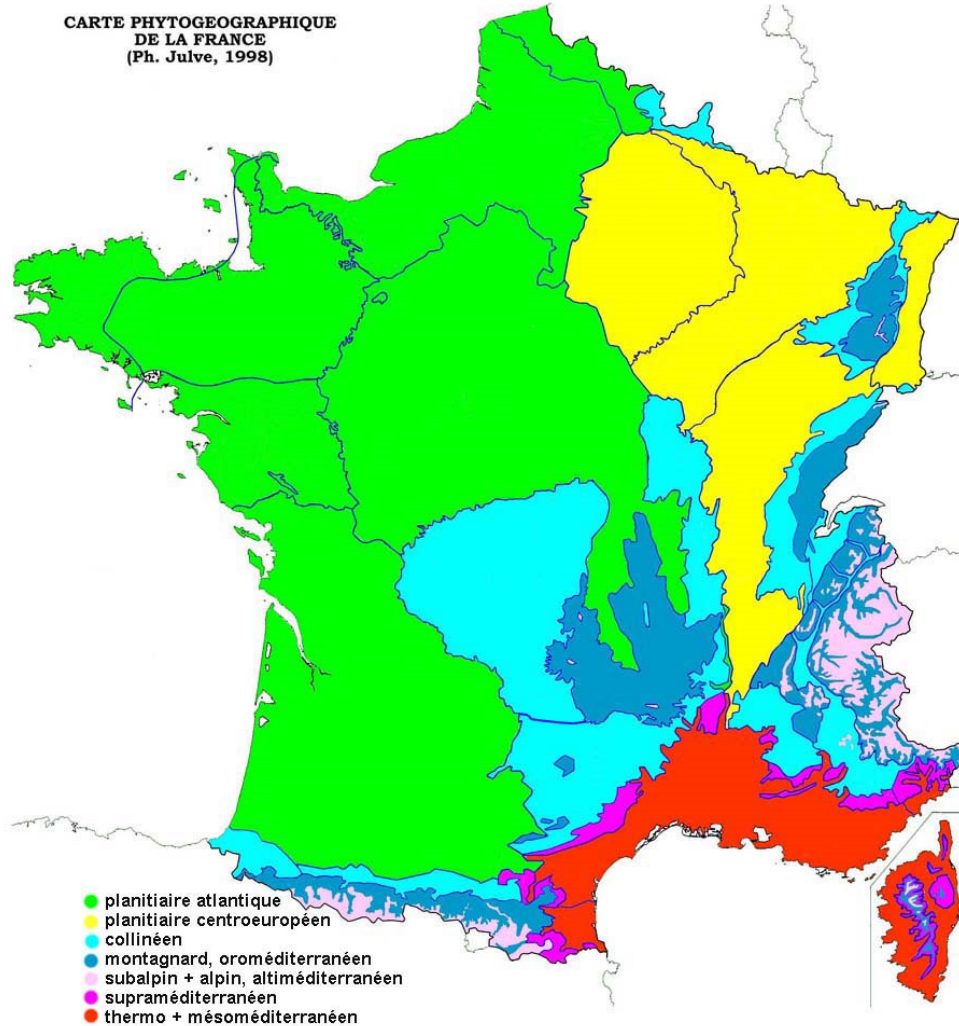 CARTE PHYTOGEOGRAPHIQUE
DE LA FRANCE
(Ph. Julve, 1998)
planitiaire atlantique
planitiaire centroeuropéen
collinéen
montagnard, oroméditerranéen
subalpin + alpin, altiméditerranéen
supraméditerranéen
thermo + mésoméditerranéen